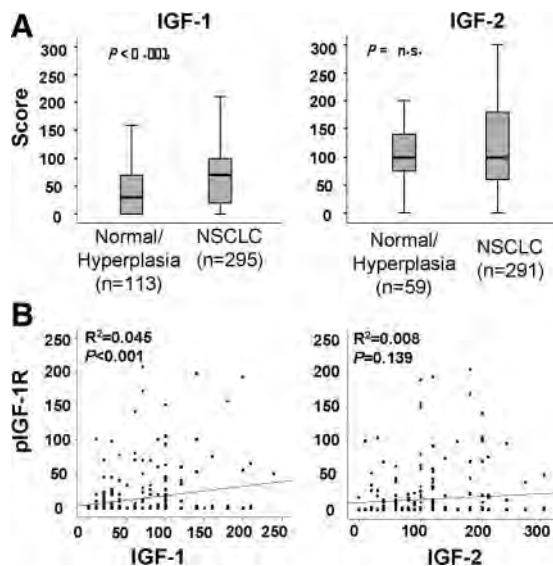 A
IGF-1
IGF-2
P<0.001
P= n.s.
Score
300
250
200
150
100
50
0
300
250
200
150
100
50
0
Normal/
Hyperplasia
(n=113)
NSCLC
(n=295)
Normal/
Hyperplasia
(n=59)
NSCLC
(n=291)
B
R²=0.045
P<0.001
R²=0.008
P=0.139
pIGF-1R
250
200
150
100
50
0
250
200
150
100
50
0
0 50 100 150 200 250
0 100 200 300
IGF-1
IGF-2